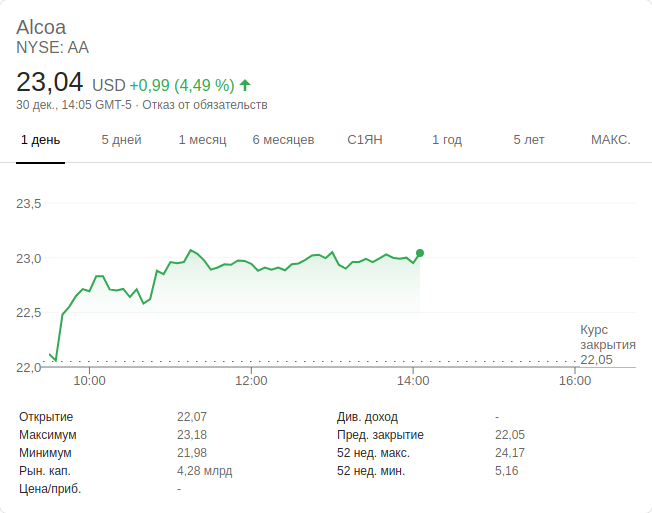 Alcoa
NYSE: AA
23,04 USD +0,99 (4,49 %)
30 дек., 14:05 GMT-5 · Отказ от обязательств
1 день 5 дней 1 месяц 6 месяцев С1ЯН 1 год 5 лет МАКС.
23,5
23,0
22,5
22,0
Курс
закрытия
22,05
10:00 12:00 14:00 16:00
Открытие 22,07 Див. доход -
Максимум 23,18 Пред. закрытие 22,05
Минимум 21,98 52 нед. макс. 24,17
Рын. кап. 4,28 млрд 52 нед. мин. 5,16
Цена/приб. -